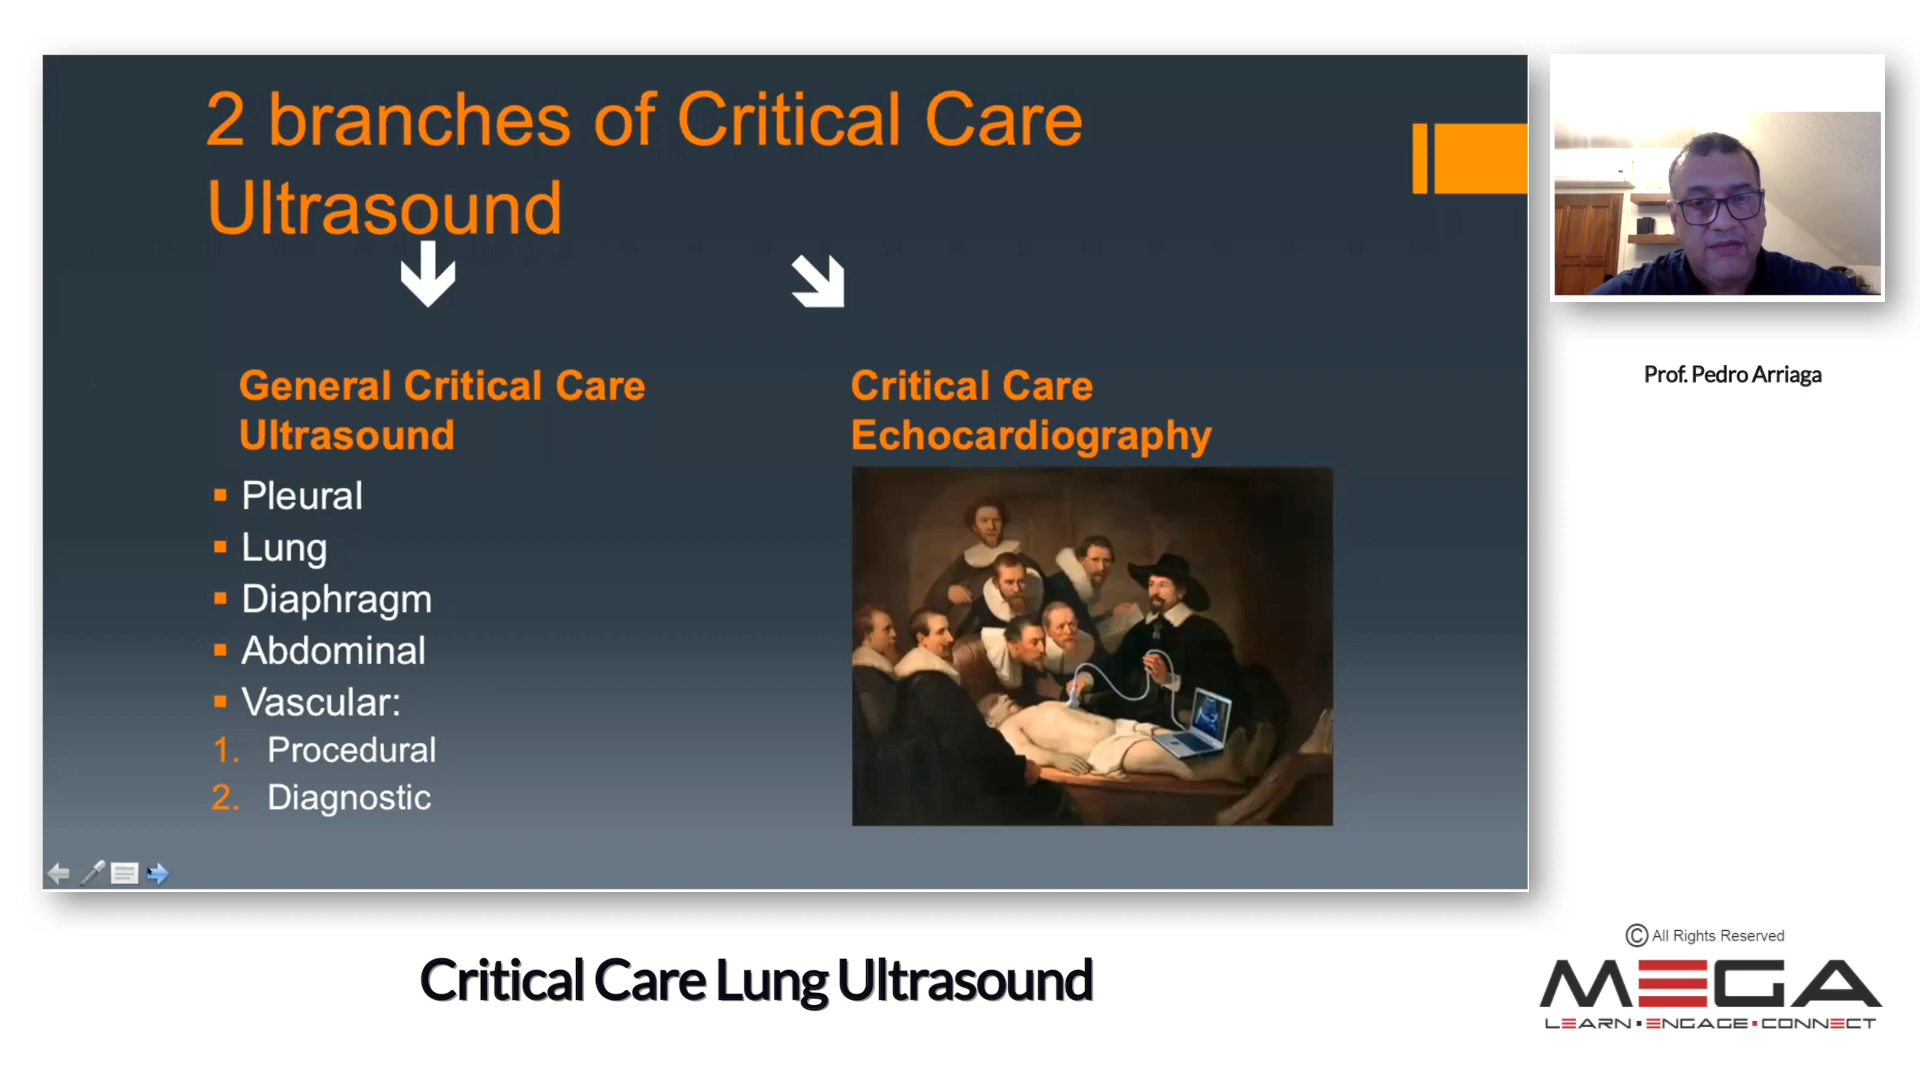 2 branches of Critical Care
Ultrasound
General Critical Care
Ultrasound
Pleural
Lung
Diaphragm
Abdominal
Vascular:
1. Procedural
2. Diagnostic
Critical Care
Echocardiography
Prof. Pedro Arriaga
Critical Care Lung Ultrasound
© All Rights Reserved
MEGA
LEARN • ENGAGE • CONNECT